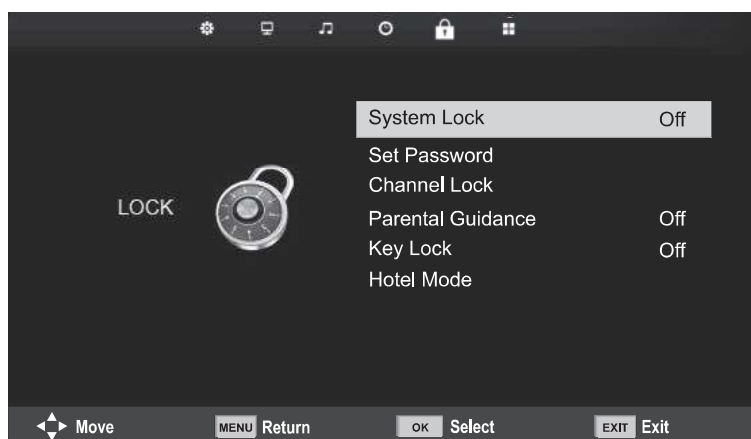 System Lock Off
Set Password
Channel Lock
LOCK
Parental Guidance Off
Key Lock Off
Hotel Mode
Move MENU Return OK Select EXIT Exit